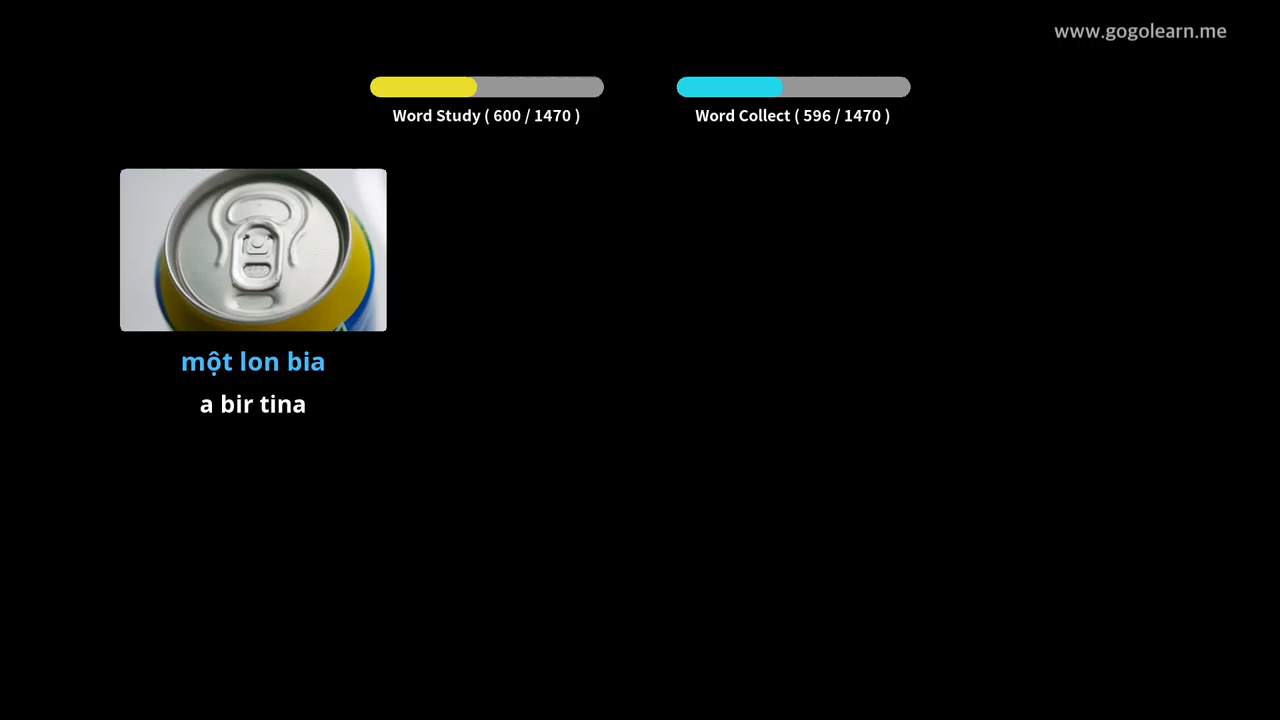 www.gogolearn.me
Word Study ( 600 / 1470 )
Word Collect ( 596 / 1470 )
một lon bia
a bir tina